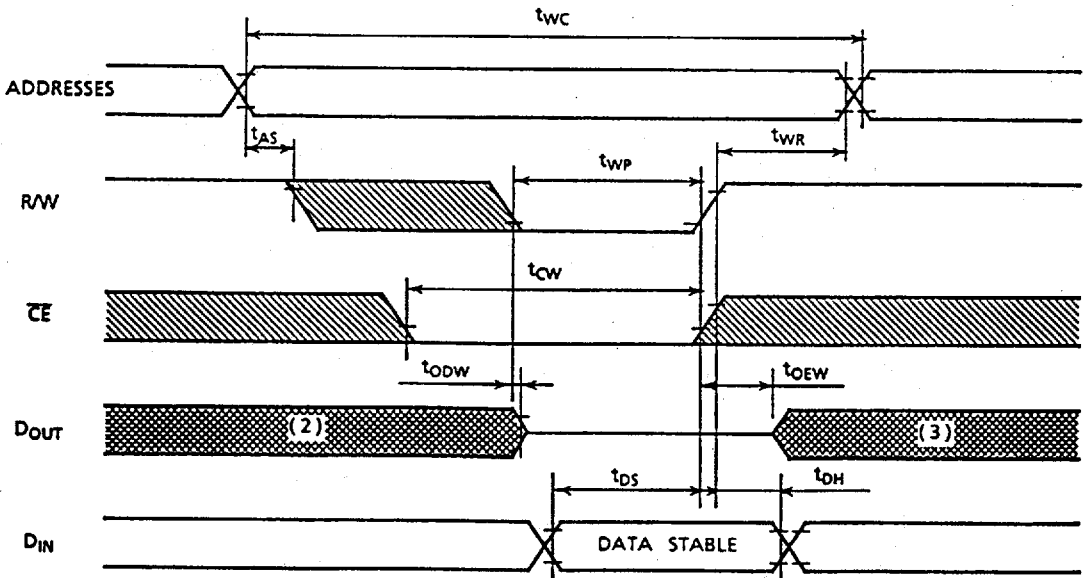 tWC
ADDRESSES
tAS
tWR
tWP
R/W
tCW
CE
tODW
tOEW
DOUT
(2)
(3)
tDS
tDH
DIN
DATA STABLE